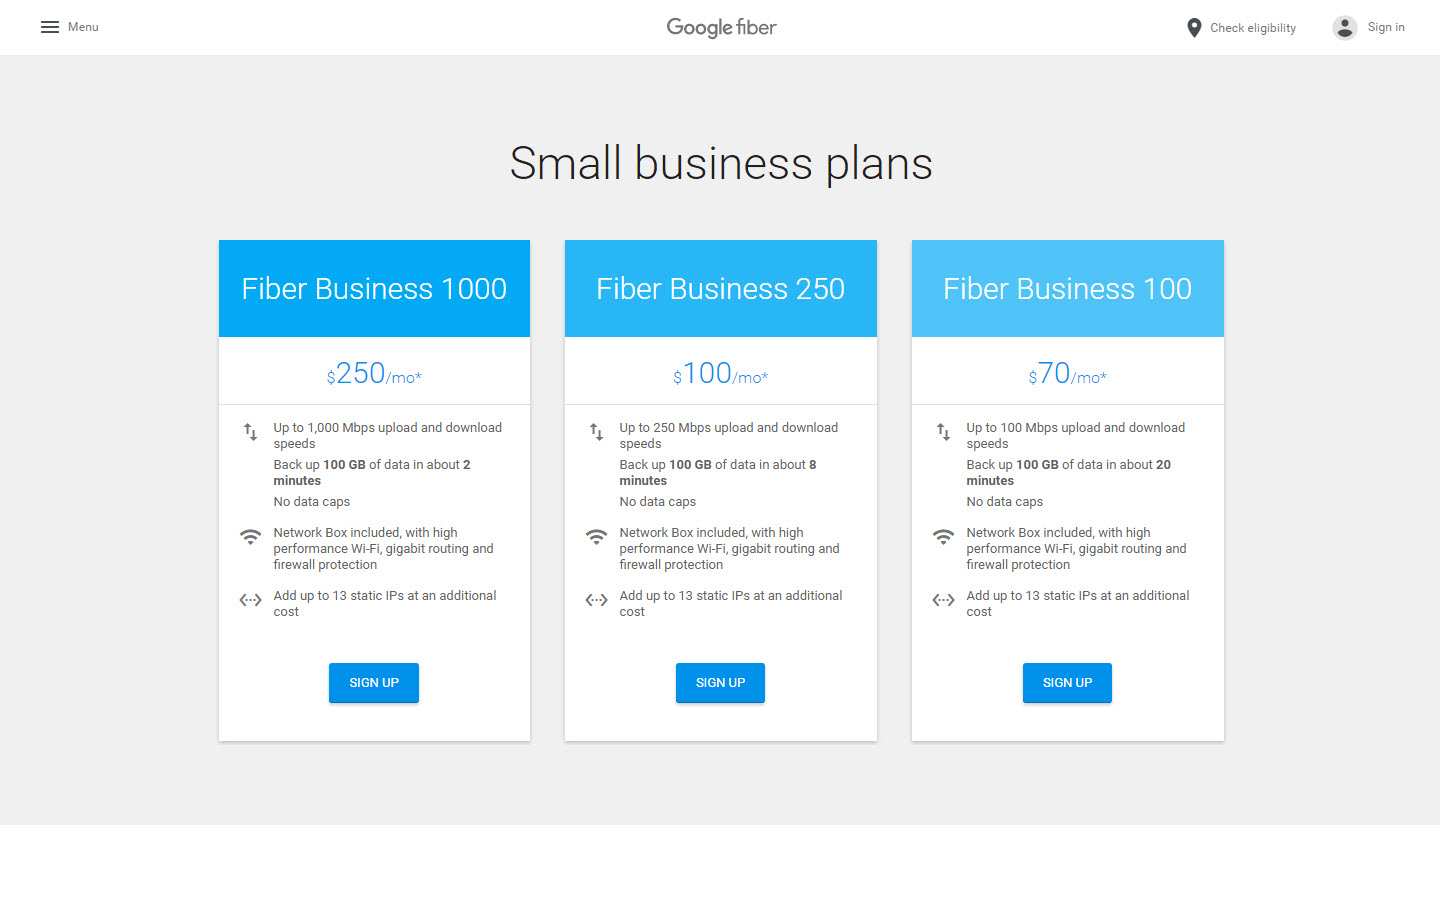 Menu
Google fiber
Check eligibility
Sign in
Small business plans
Fiber Business 1000
$250/mo*
Up to 1,000 Mbps upload and download
speeds
Back up 100 GB of data in about 2
minutes
No data caps
Network Box included, with high
performance Wi-Fi, gigabit routing and
firewall protection
Add up to 13 static IPs at an additional
cost
SIGN UP
Fiber Business 250
$100/mo*
Up to 250 Mbps upload and download
speeds
Back up 100 GB of data in about 8
minutes
No data caps
Network Box included, with high
performance Wi-Fi, gigabit routing and
firewall protection
Add up to 13 static IPs at an additional
cost
SIGN UP
Fiber Business 100
$70/mo*
Up to 100 Mbps upload and download
speeds
Back up 100 GB of data in about 20
minutes
No data caps
Network Box included, with high
performance Wi-Fi, gigabit routing and
firewall protection
Add up to 13 static IPs at an additional
cost
SIGN UP